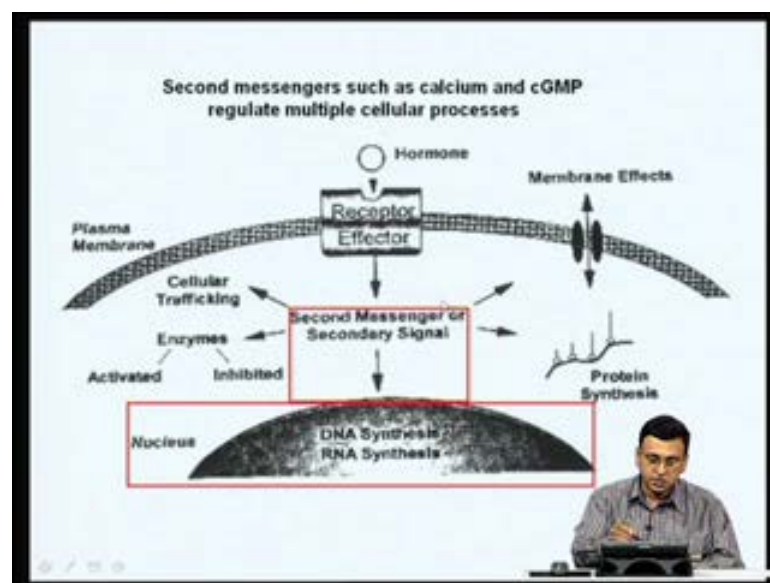 Second messengers such as calcium and cGMP
regulate multiple cellular processes
Hormone
Membrane Effects
Receptor
Effector
Plasma
Membrane
Cellular
Trafficking
Second Messenger or
Secondary Signal
Enzymes
Activated
Inhibited
Protein
Synthesis
Nucleus
DNA Synthesis
RNA Synthesis